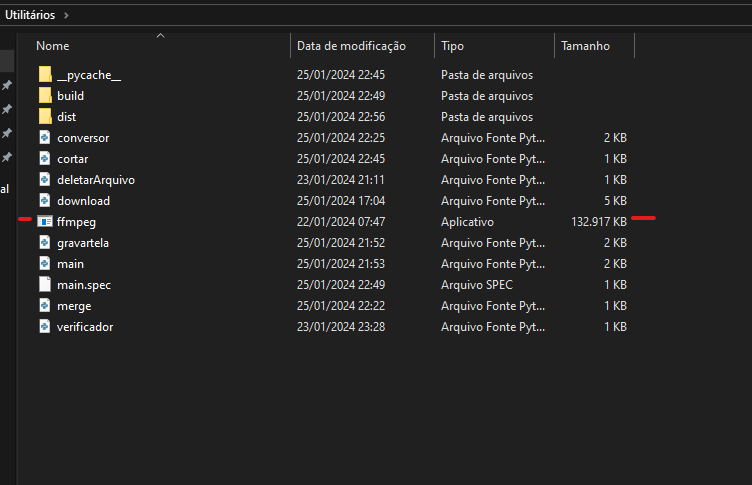 Utilitários
Nome Data de modificação Tipo Tamanho
__pycache__ 25/01/2024 22:45 Pasta de arquivos
build 25/01/2024 22:49 Pasta de arquivos
dist 25/01/2024 22:56 Pasta de arquivos
conversor 25/01/2024 22:25 Arquivo Fonte Pyt... 2 KB
cortar 25/01/2024 22:45 Arquivo Fonte Pyt... 1 KB
deletarArquivo 23/01/2024 21:11 Arquivo Fonte Pyt... 1 KB
download 25/01/2024 17:04 Arquivo Fonte Pyt... 5 KB
al
ffmpeg 22/01/2024 07:47 Aplicativo 132.917 KB
gravartela 25/01/2024 21:52 Arquivo Fonte Pyt... 2 KB
main 25/01/2024 21:53 Arquivo Fonte Pyt... 2 KB
main.spec 25/01/2024 22:49 Arquivo SPEC 1 KB
merge 25/01/2024 22:22 Arquivo Fonte Pyt... 1 KB
verificador 23/01/2024 23:28 Arquivo Fonte Pyt... 1 KB